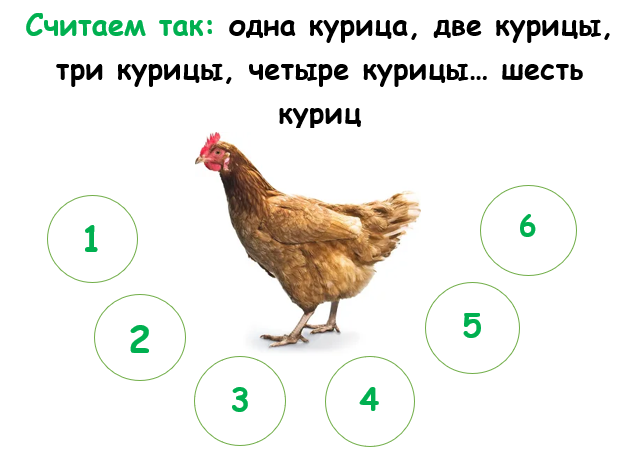 Считаем так: одна курица, две курицы,
три курицы, четыре курицы… шесть
куриц
1
2
3
4
5
6